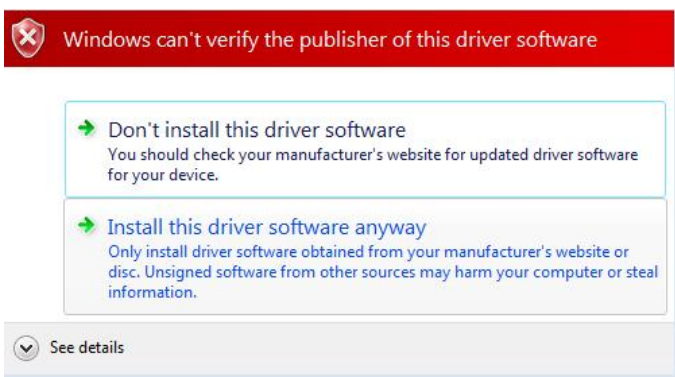 Windows can't verify the publisher of this driver software
Don't install this driver software
You should check your manufacturer's website for updated driver software
for your device.
Install this driver software anyway
Only install driver software obtained from your manufacturer's website or
disc. Unsigned software from other sources may harm your computer or steal
information.
See details